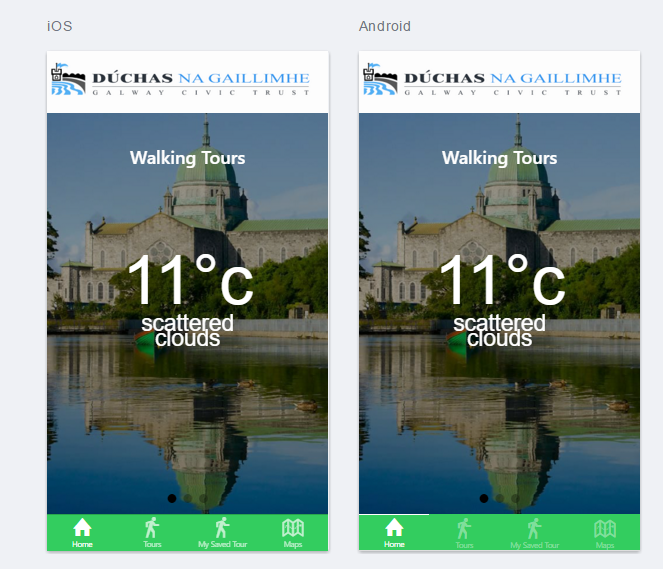 iOS
DÚCHAS NA GAILLIMHE
GALWAY CIVIC TRUST
Walking Tours
11°c
scattered
clouds
Home
Tours
My Saved Tour
Maps
Android
DÚCHAS NA GAILLIMHE
GALWAY CIVIC TRUST
Walking Tours
11°c
scattered
clouds
Home
Tours
My Saved Tour
Maps